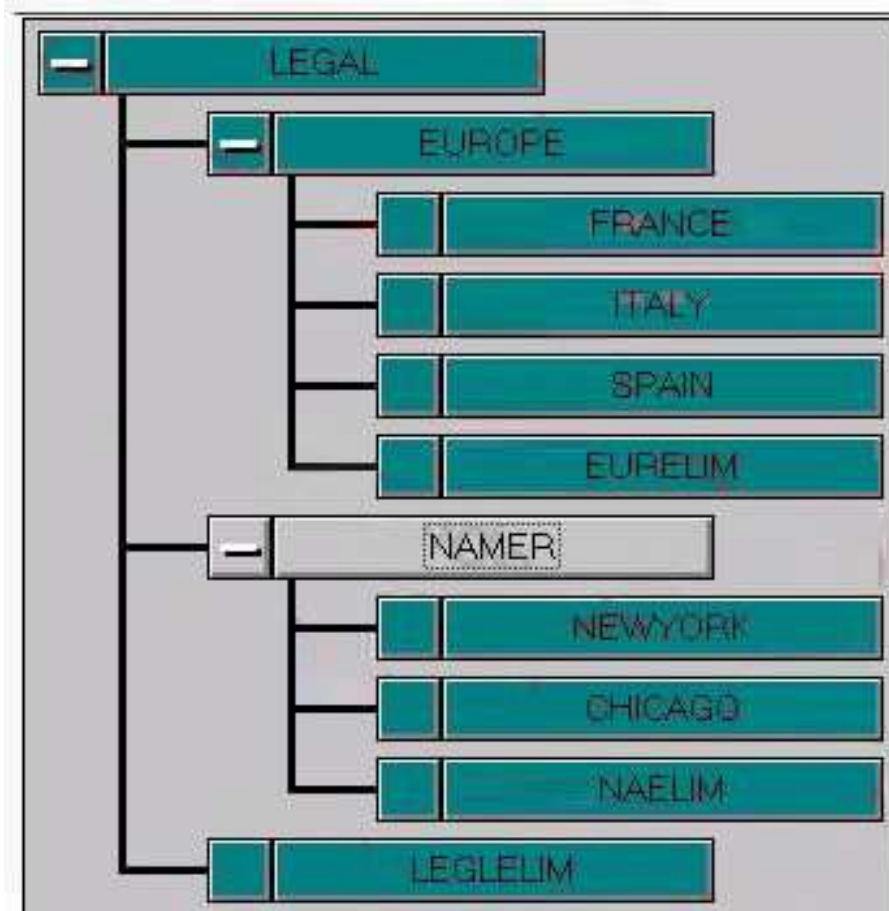 LEGAL
EUROPE
FRANCE
ITALY
SPAIN
EURELIM
NAMER
NEWYORK
CHICAGO
NAELIM
LEGLELIM